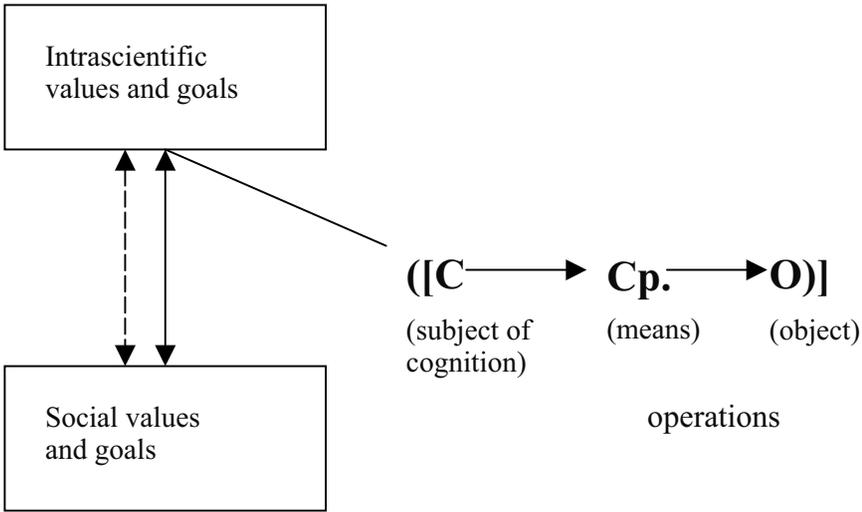 Intrascientific
values and goals
([C Cp. O)]
(subject of
cognition)
(means)
(object)
operations
Social values
and goals